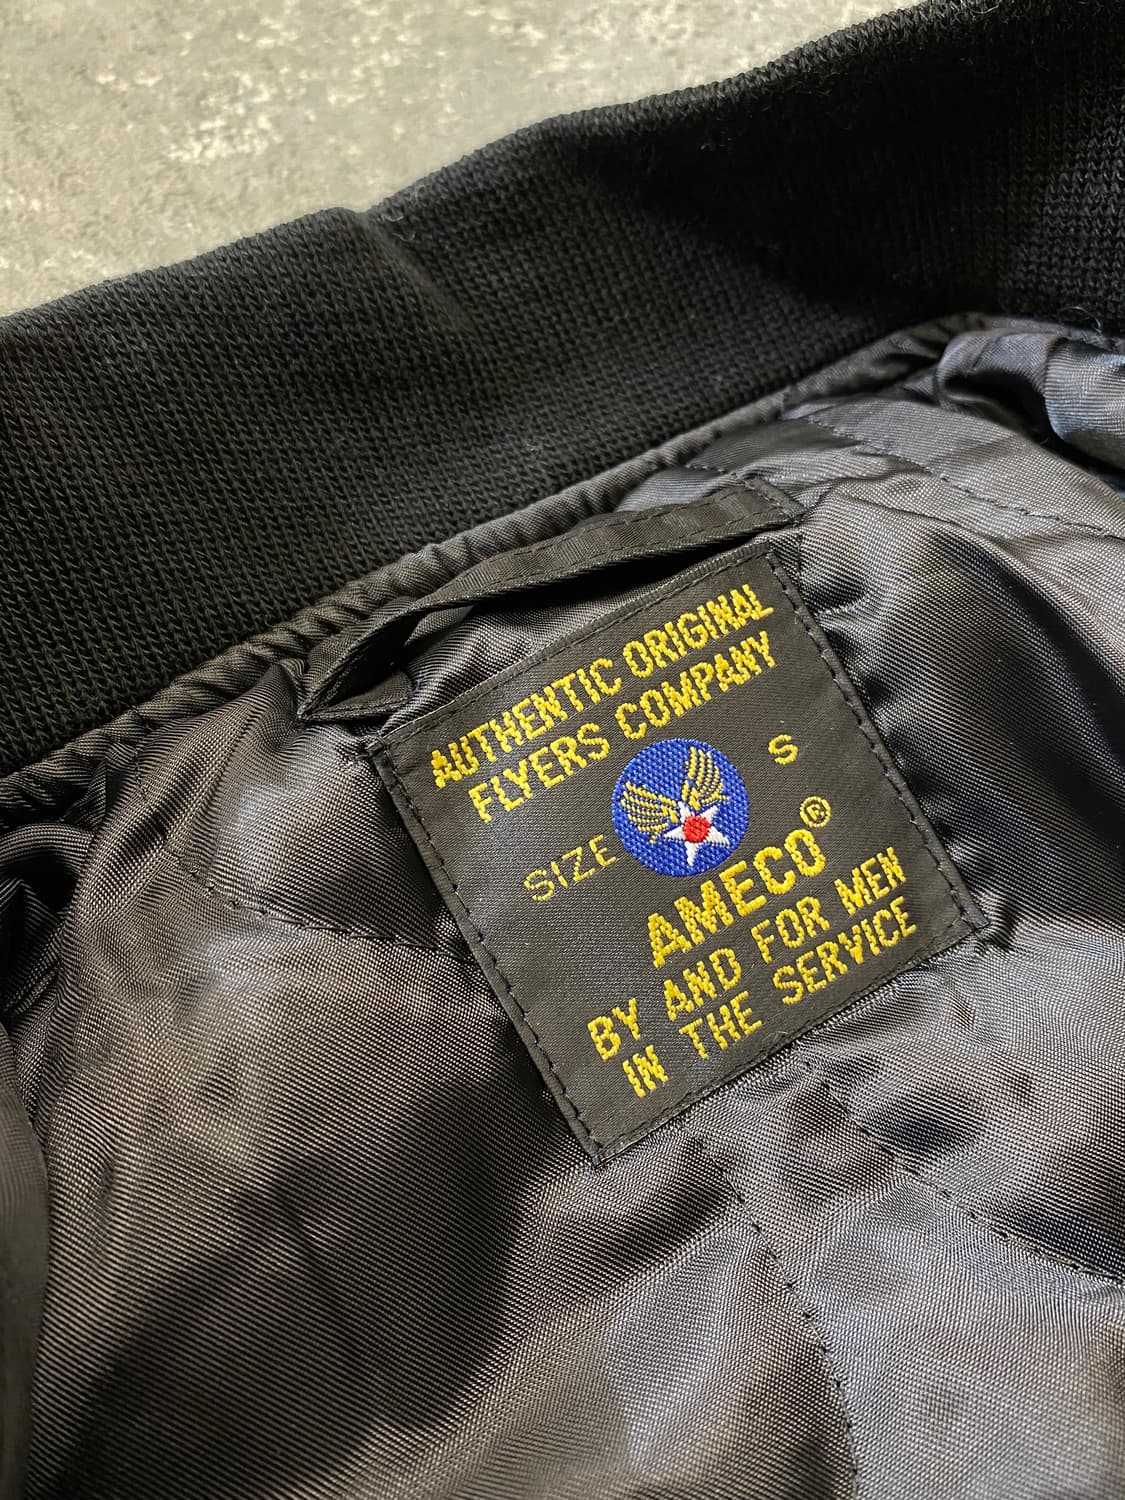 AUTHENTIC ORIGINAL
FLYERS COMPANY
SIZE S
AMECO®
BY AND FOR MEN
IN THE SERVICE